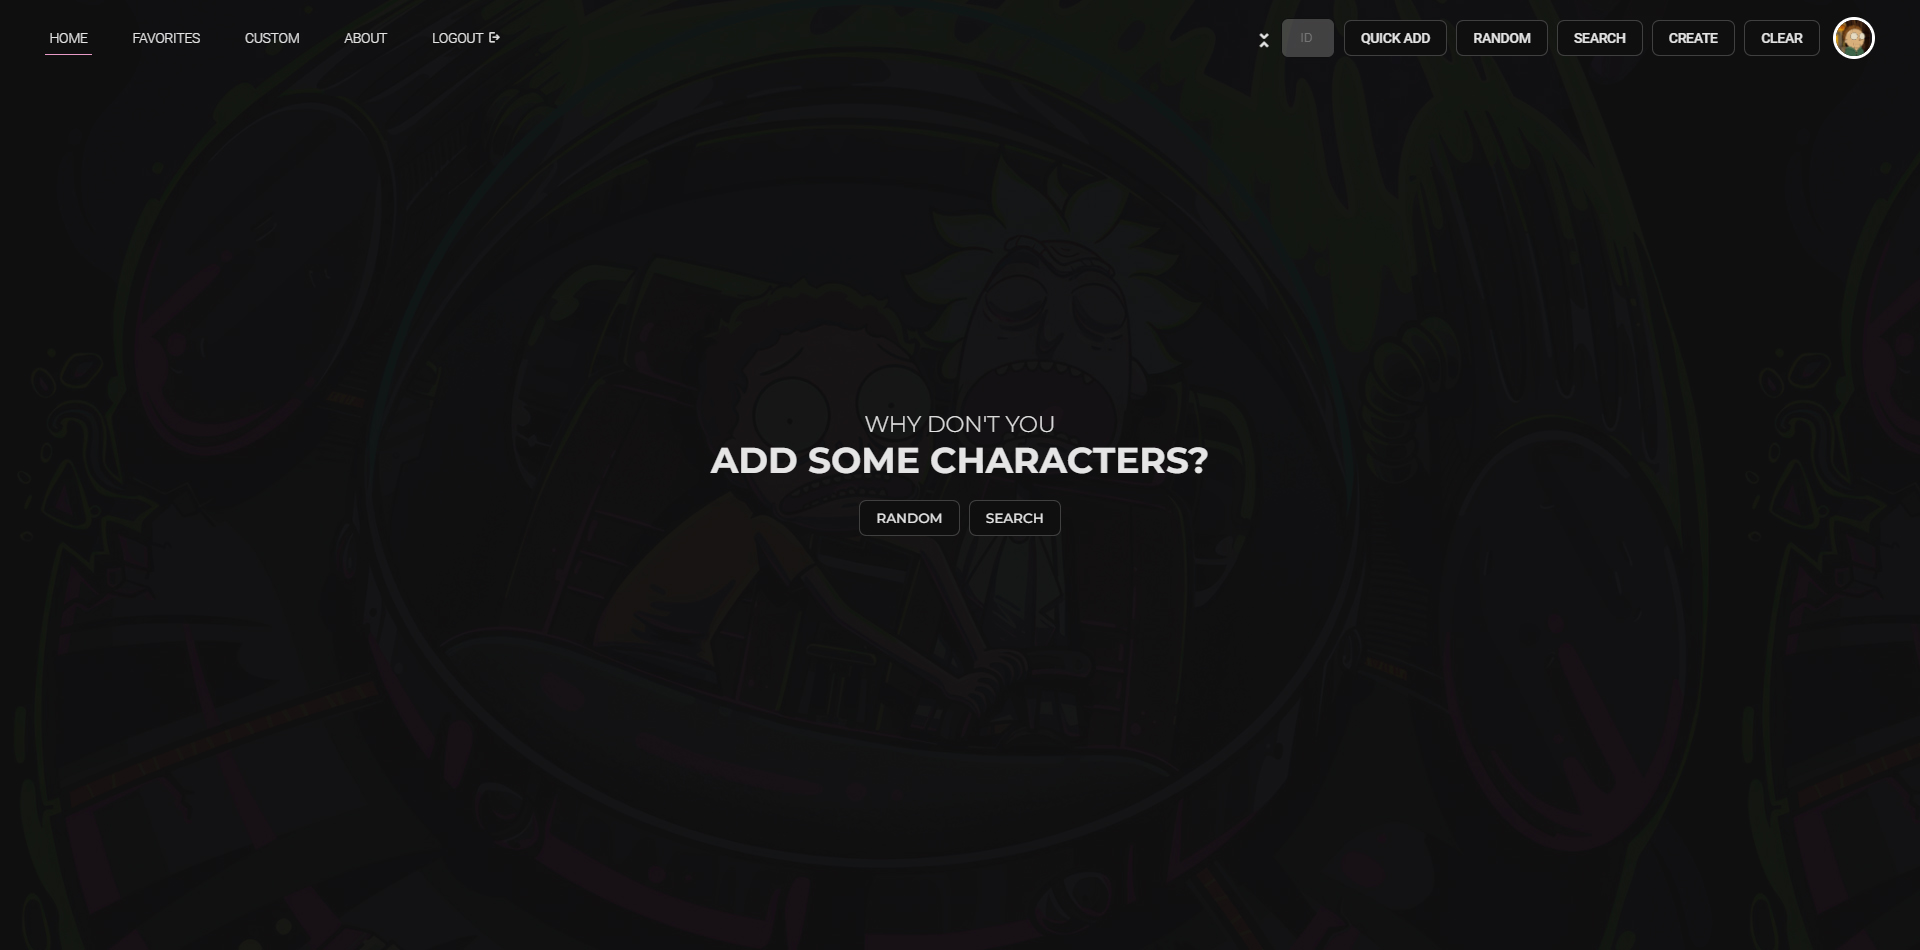 HOME
FAVORITES
CUSTOM
ABOUT
LOGOUT
ID
QUICK ADD
RANDOM
SEARCH
CREATE
CLEAR
WHY DON'T YOU
ADD SOME CHARACTERS?
RANDOM
SEARCH